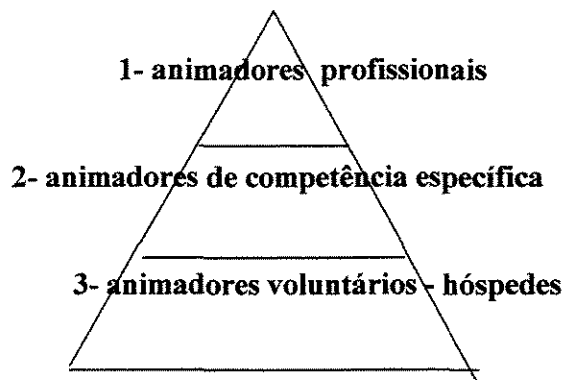 1- animadores profissionais
2- animadores de competência específica
3- animadores voluntários - hóspedes